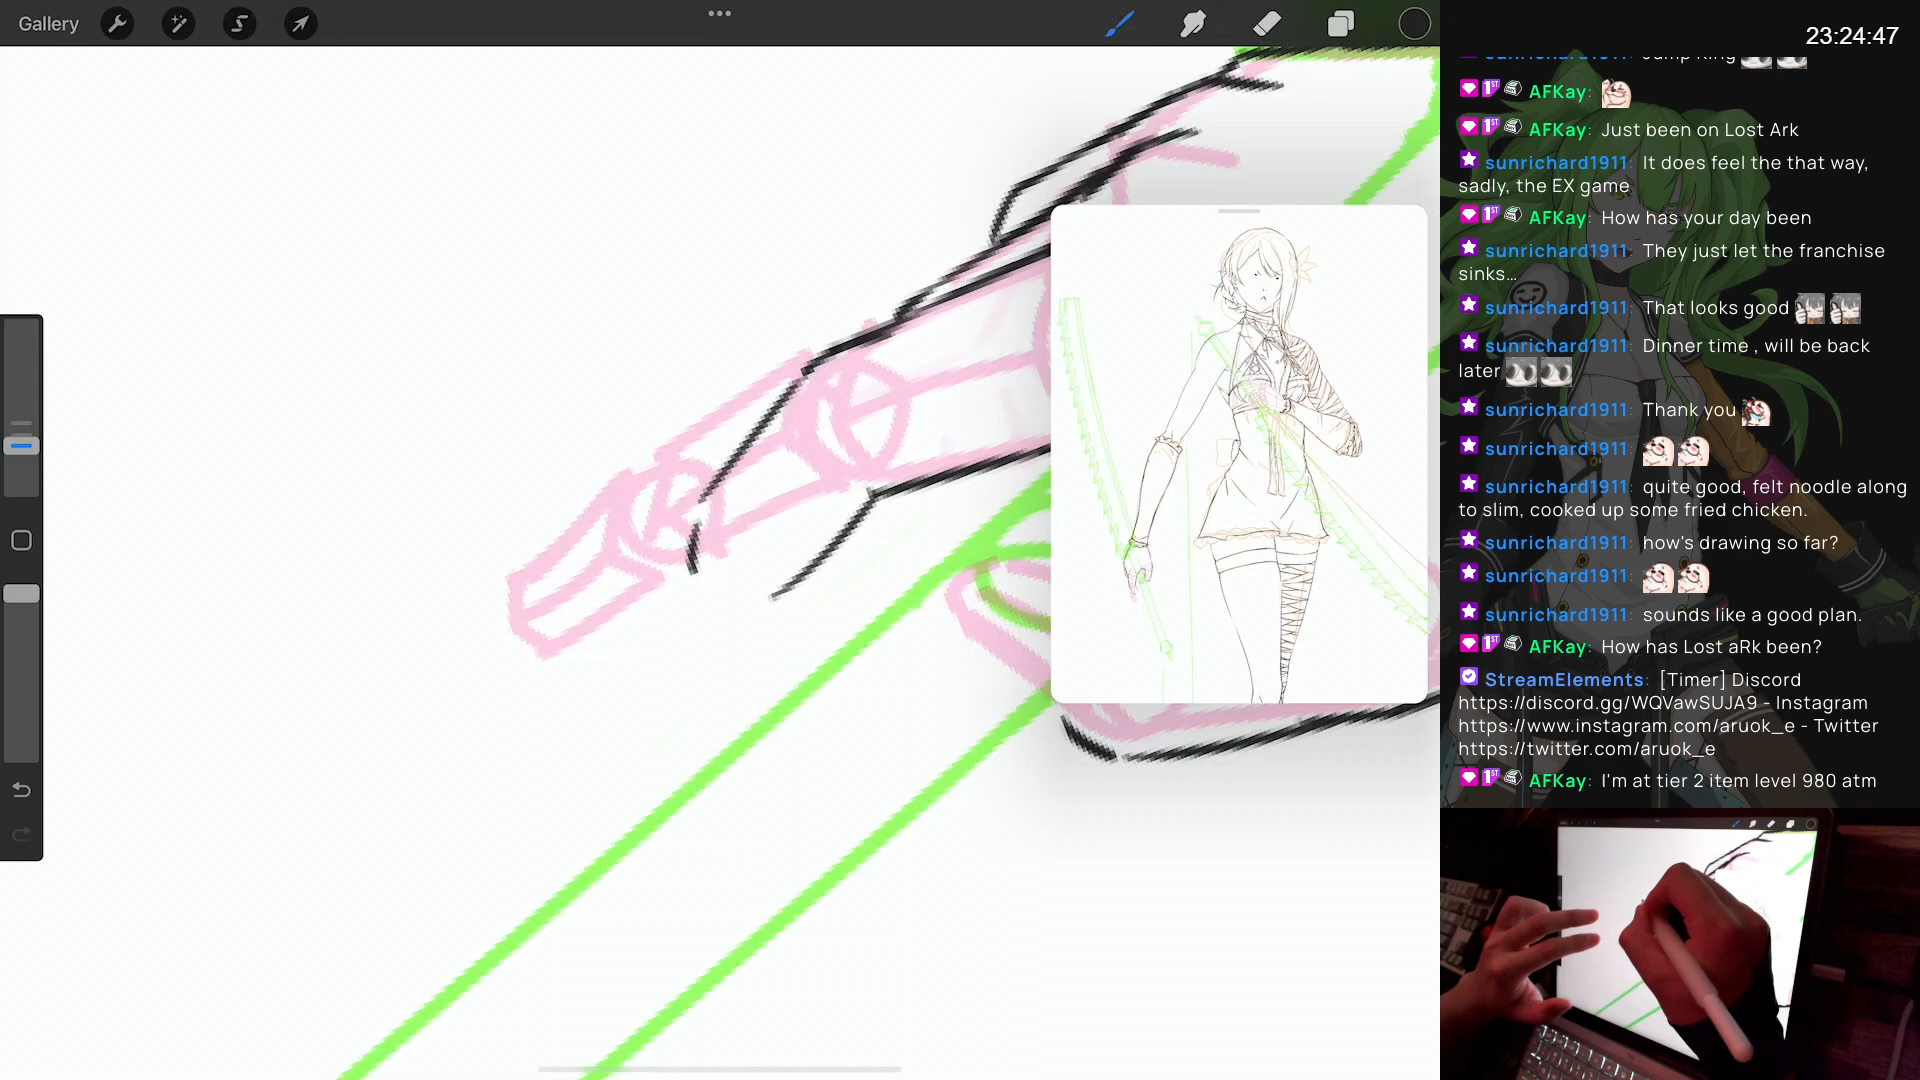 Gallery
23:24:47
sunrichard1911: Jump King
AFKay:
AFKay: Just been on Lost Ark
sunrichard1911: It does feel the that way,
sadly, the EX game
AFKay: How has your day been
sunrichard1911: They just let the franchise
sinks...
sunrichard1911: That looks good
sunrichard1911: Dinner time , will be back
later
sunrichard1911: Thank you
sunrichard1911:
sunrichard1911: quite good, felt noodle along
to slim, cooked up some fried chicken.
sunrichard1911: how's drawing so far?
sunrichard1911:
sunrichard1911: sounds like a good plan.
AFKay: How has Lost aRk been?
StreamElements: [Timer] Discord
https://discord.gg/WQVawSUJA9 - Instagram
https://www.instagram.com/aruok_e - Twitter
https://twitter.com/aruok_e
AFKay: I'm at tier 2 item level 980 atm